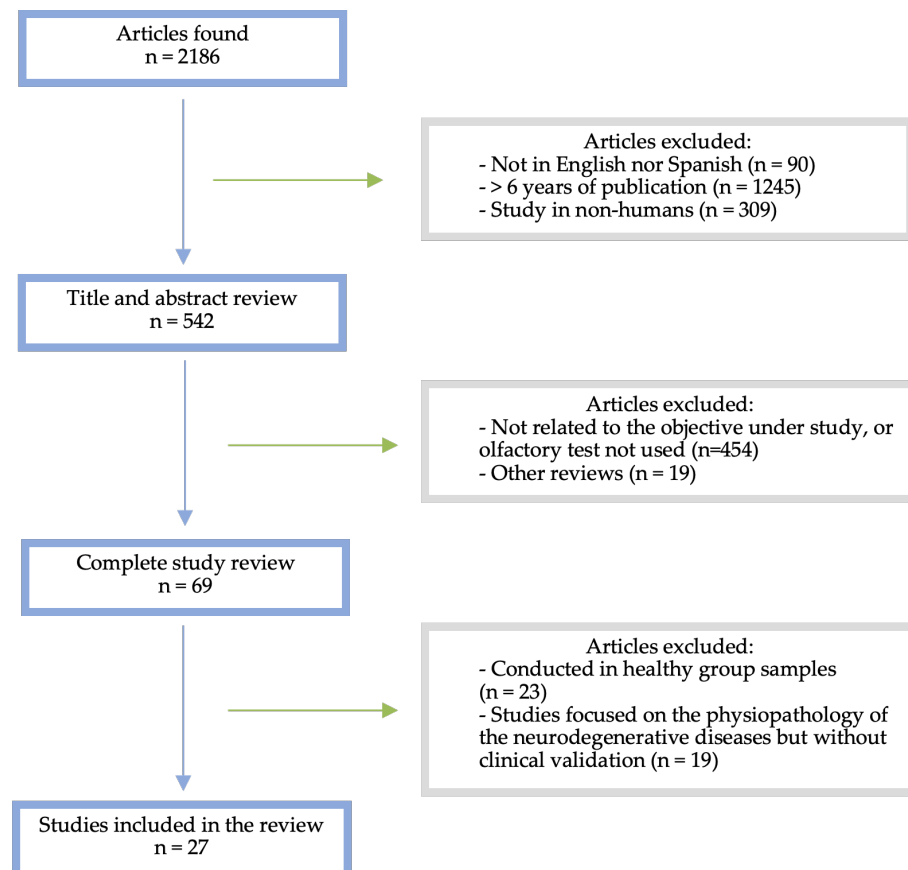 Articles found
n = 2186
Articles excluded:
- Not in English nor Spanish (n = 90)
- > 6 years of publication (n = 1245)
- Study in non-humans (n = 309)
Title and abstract review
n = 542
Articles excluded:
- Not related to the objective under study, or
olfactory test not used (n=454)
- Other reviews (n = 19)
Complete study review
n = 69
Articles excluded:
- Conducted in healthy group samples
(n = 23)
- Studies focused on the physiopathology of
the neurodegenerative diseases but without
clinical validation (n = 19)
Studies included in the review
n = 27